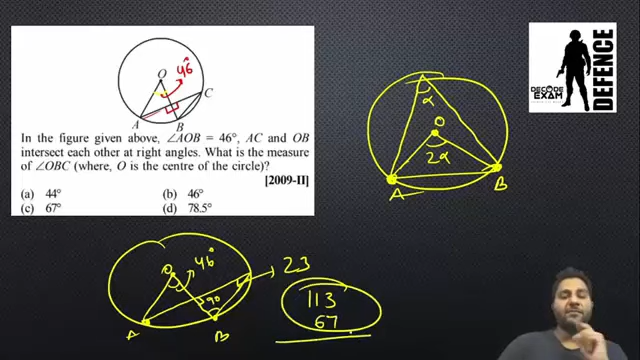 O
46°
C
A
B
In the figure given above, ∠AOB = 46°, AC and OB
intersect each other at right angles. What is the measure
of ∠OBC (where, O is the centre of the circle)?
[2009-II]
(a) 44° (b) 46°
(c) 67° (d) 78.5°
DECODE
EXAM
DEFENCE
α
O
2α
A
B
O
46°
90
A
B
23
113
67